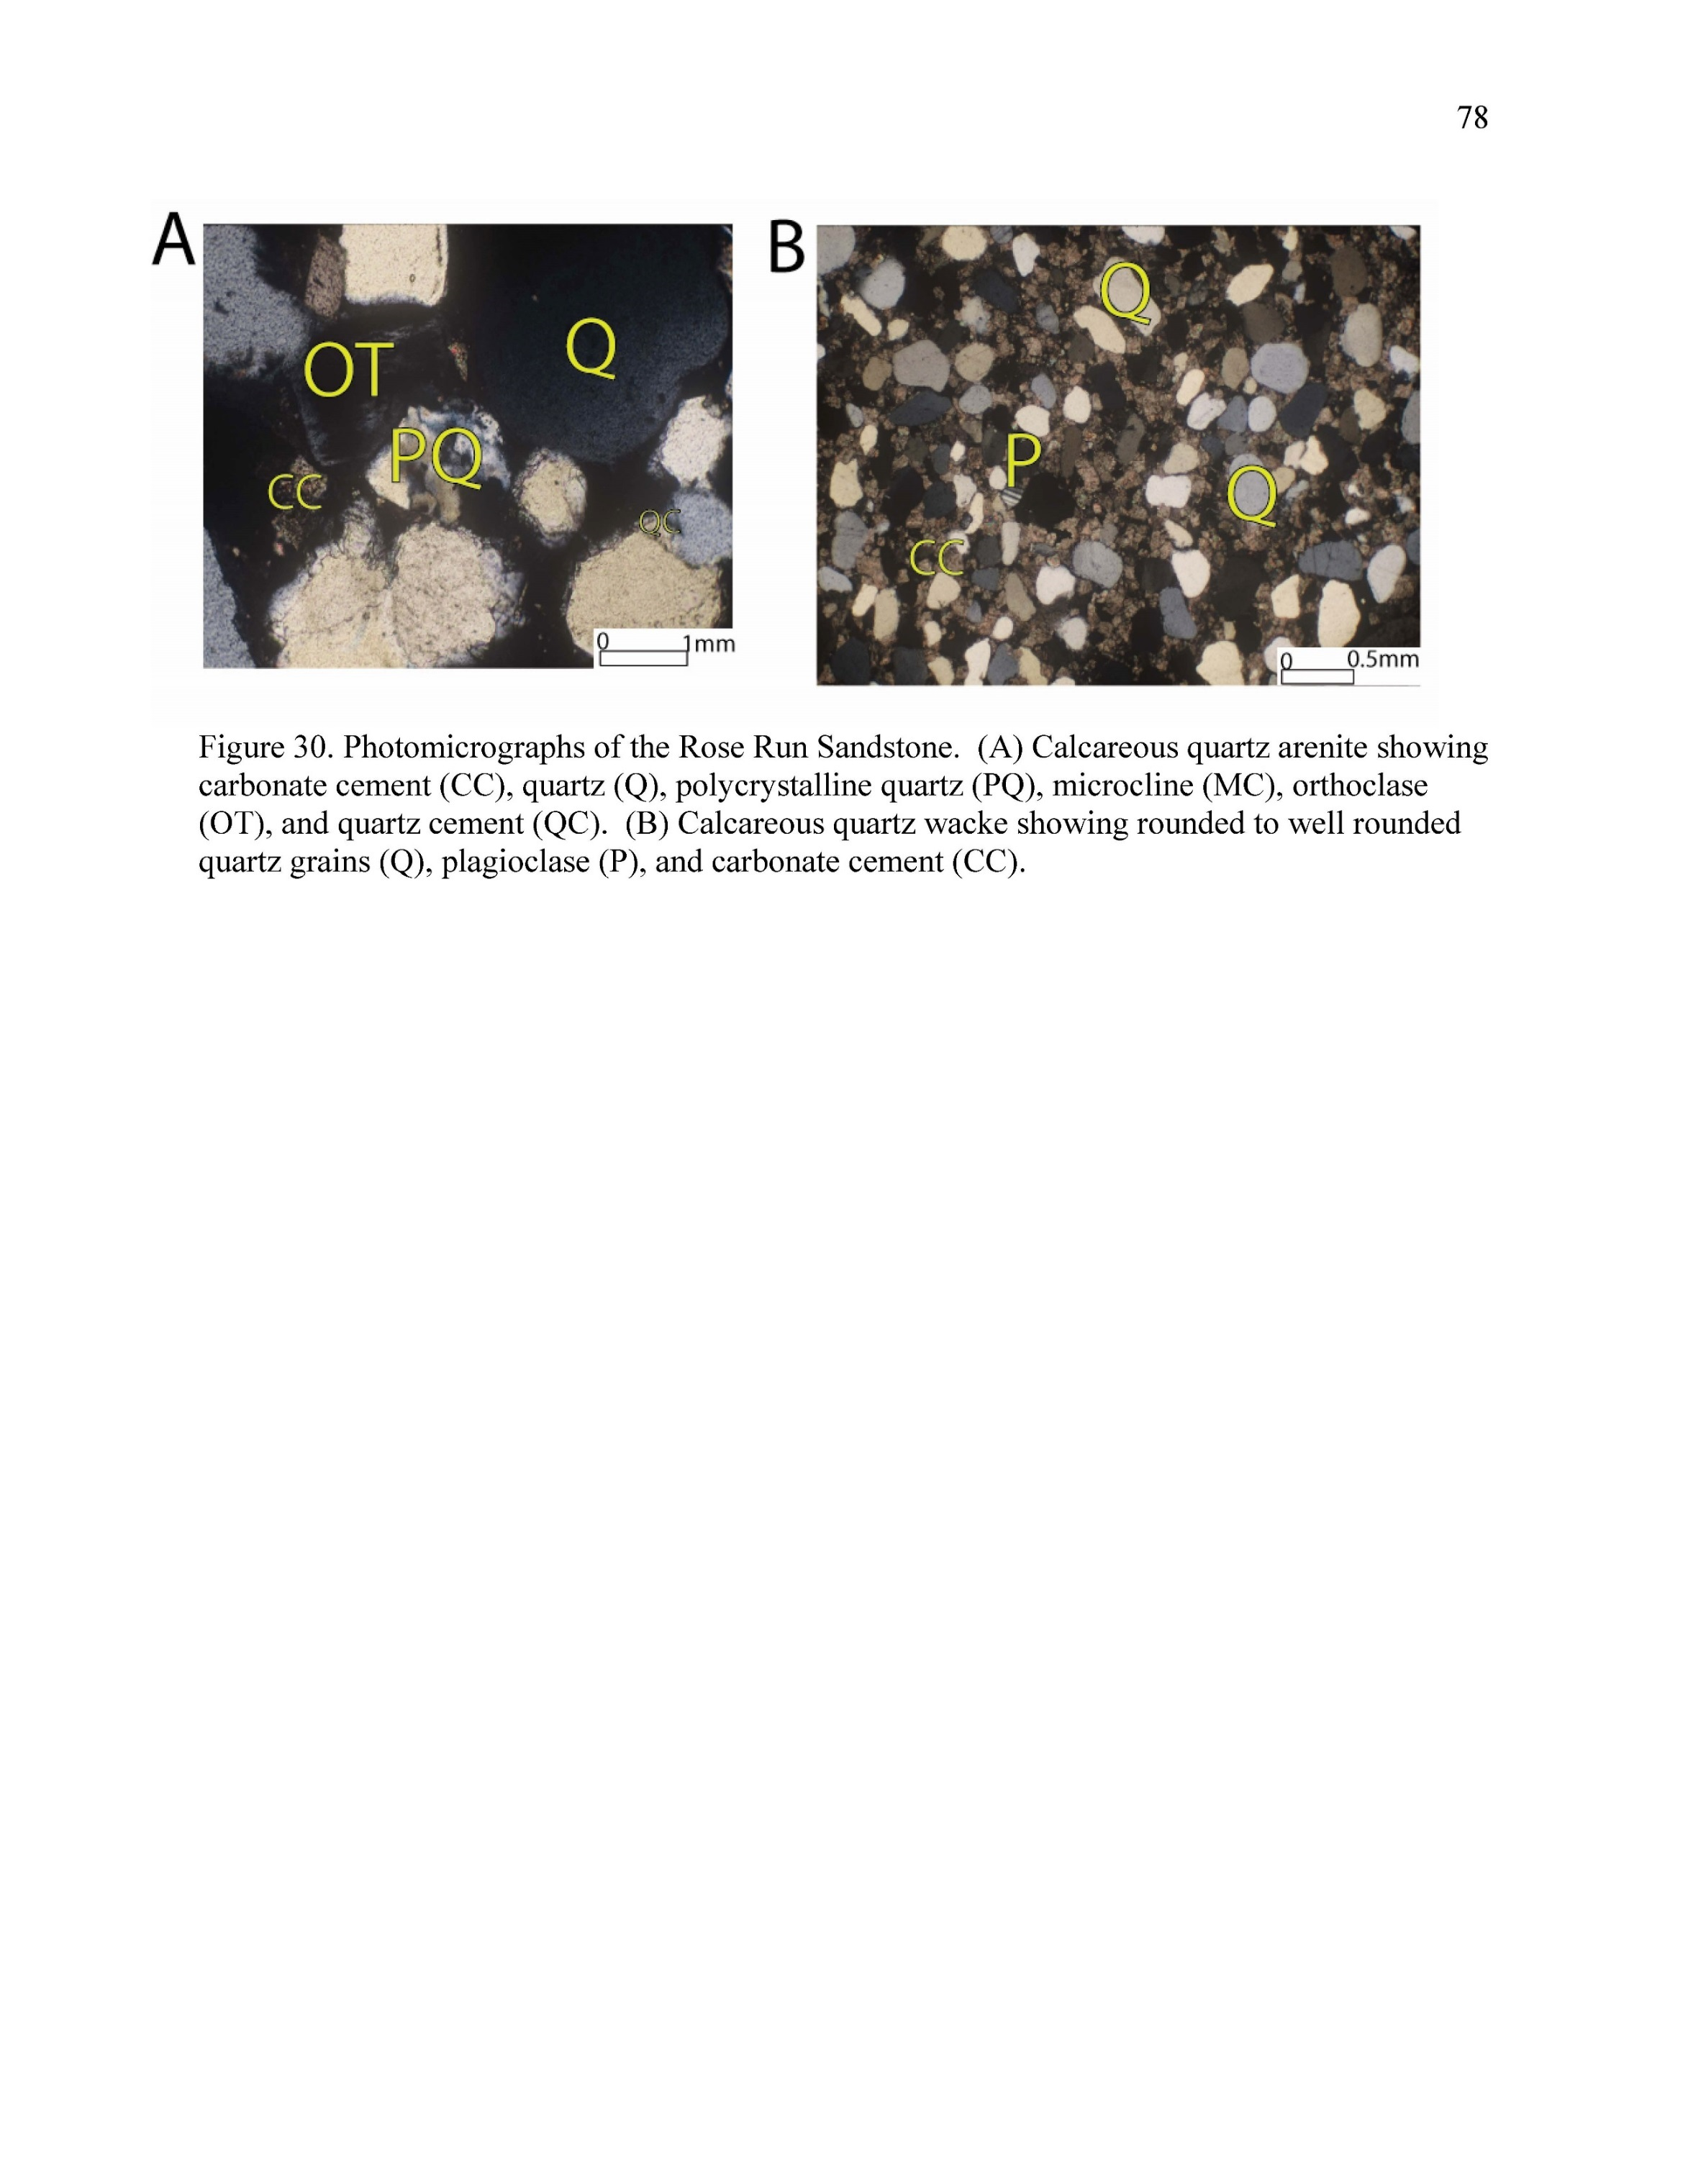 78
A
B
OT
Q
PQ
CC
QC
0 1mm
Q
P
Q
CC
0 0.5mm
Figure 30. Photomicrographs of the Rose Run Sandstone.  (A) Calcareous quartz arenite showing
carbonate cement (CC), quartz (Q), polycrystalline quartz (PQ), microcline (MC), orthoclase
(OT), and quartz cement (QC).  (B) Calcareous quartz wacke showing rounded to well rounded
quartz grains (Q), plagioclase (P), and carbonate cement (CC).